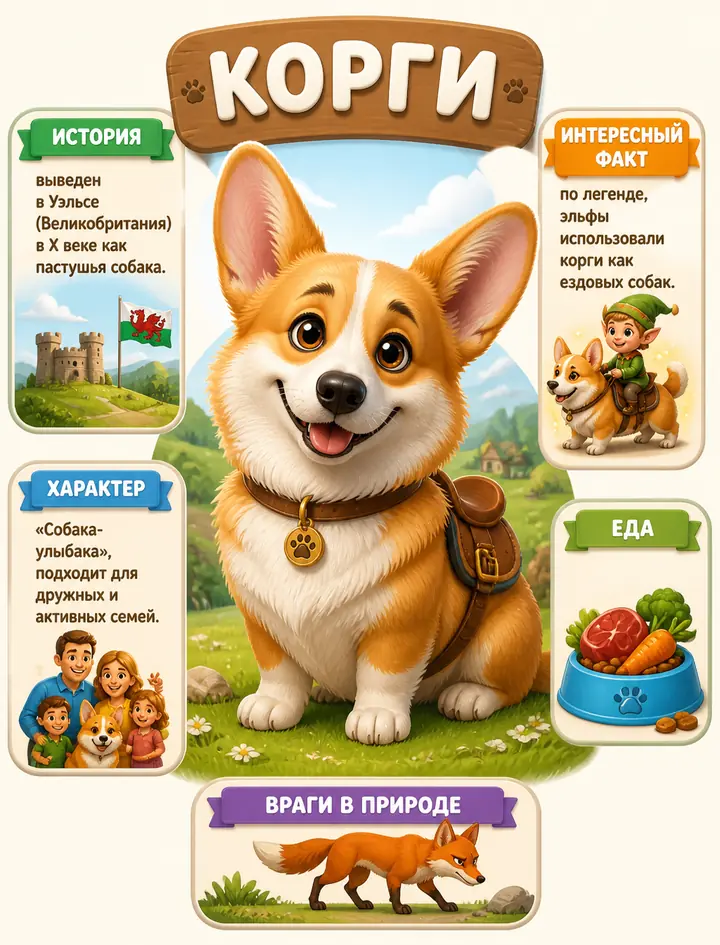 КОРГИ
ИСТОРИЯ
выведен
в Уэльсе
(Великобритания)
в X веке как
пастушья собака.
ИНТЕРЕСНЫЙ
ФАКТ
по легенде,
эльфы
использовали
корги как
ездовых собак.
ХАРАКТЕР
«Собака-
улыбака»,
подходит для
дружных и
активных семей.
ЕДА
ВРАГИ В ПРИРОДЕ